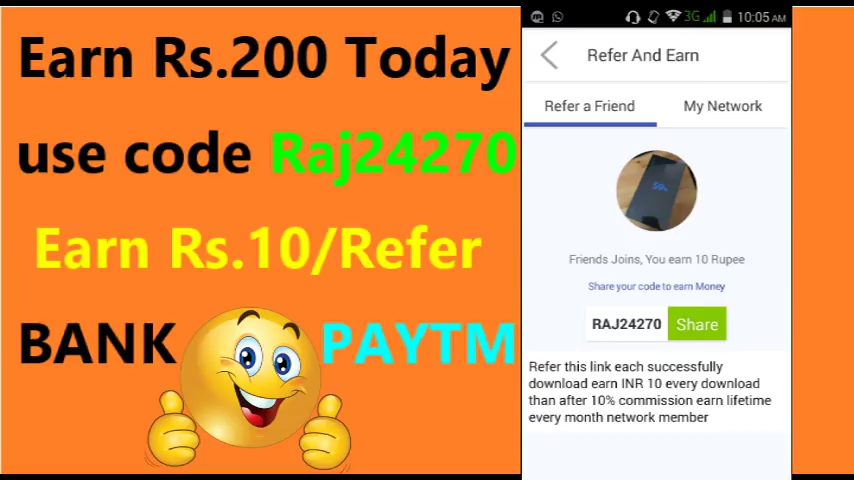 Earn Rs.200 Today
use code Raj24270
Earn Rs.10/Refer
BANK PAYTM
3G 10:05 AM
Refer And Earn
Refer a Friend My Network
Friends Joins, You earn 10 Rupee
Share your code to earn Money
RAJ24270 Share
Refer this link each successfully
download earn INR 10 every download
than after 10% commission earn lifetime
every month network member